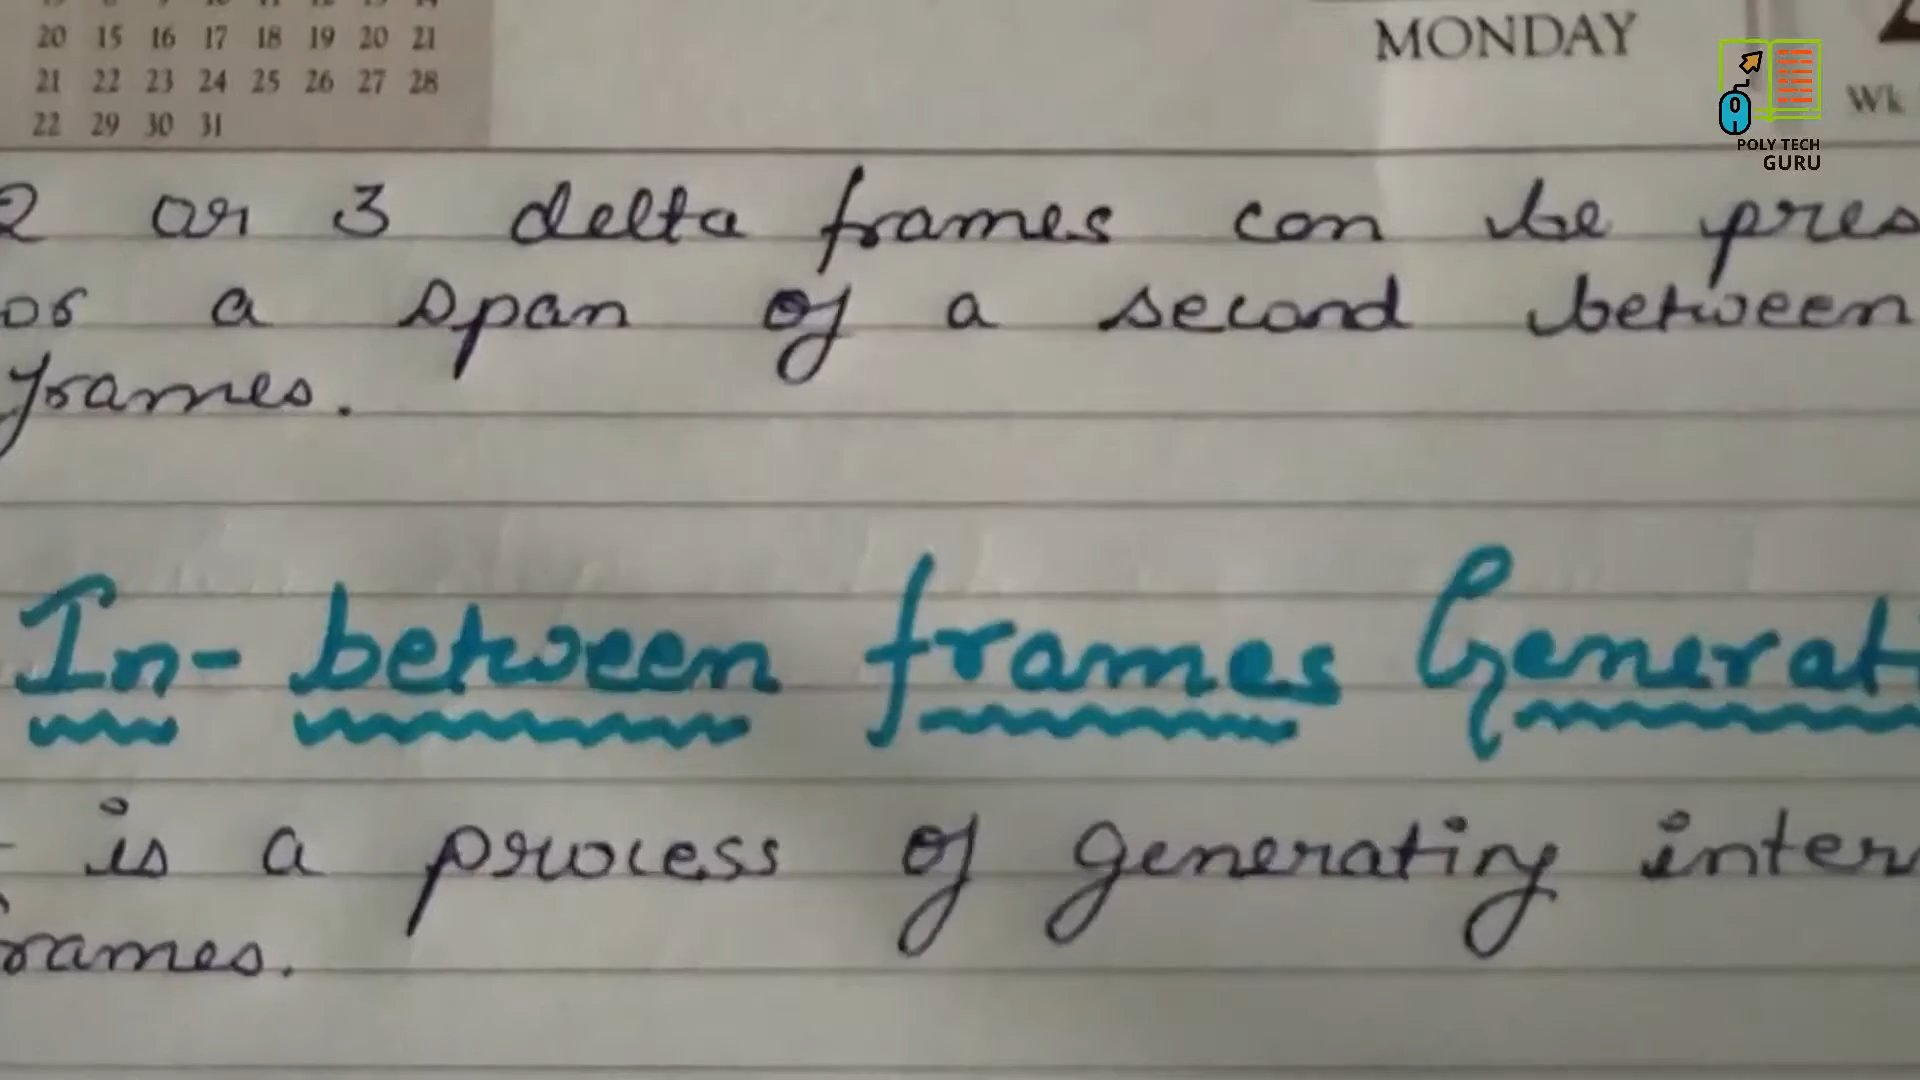 MONDAY
20 15 16 17 18 19 20 21
21 22 23 24 25 26 27 28
22 29 30 31
Wk
POLY TECH
GURU
2 or 3 delta frames can be pres
a span of a second between
frames.
In-between frames Generat
is a process of generating inter
rames.